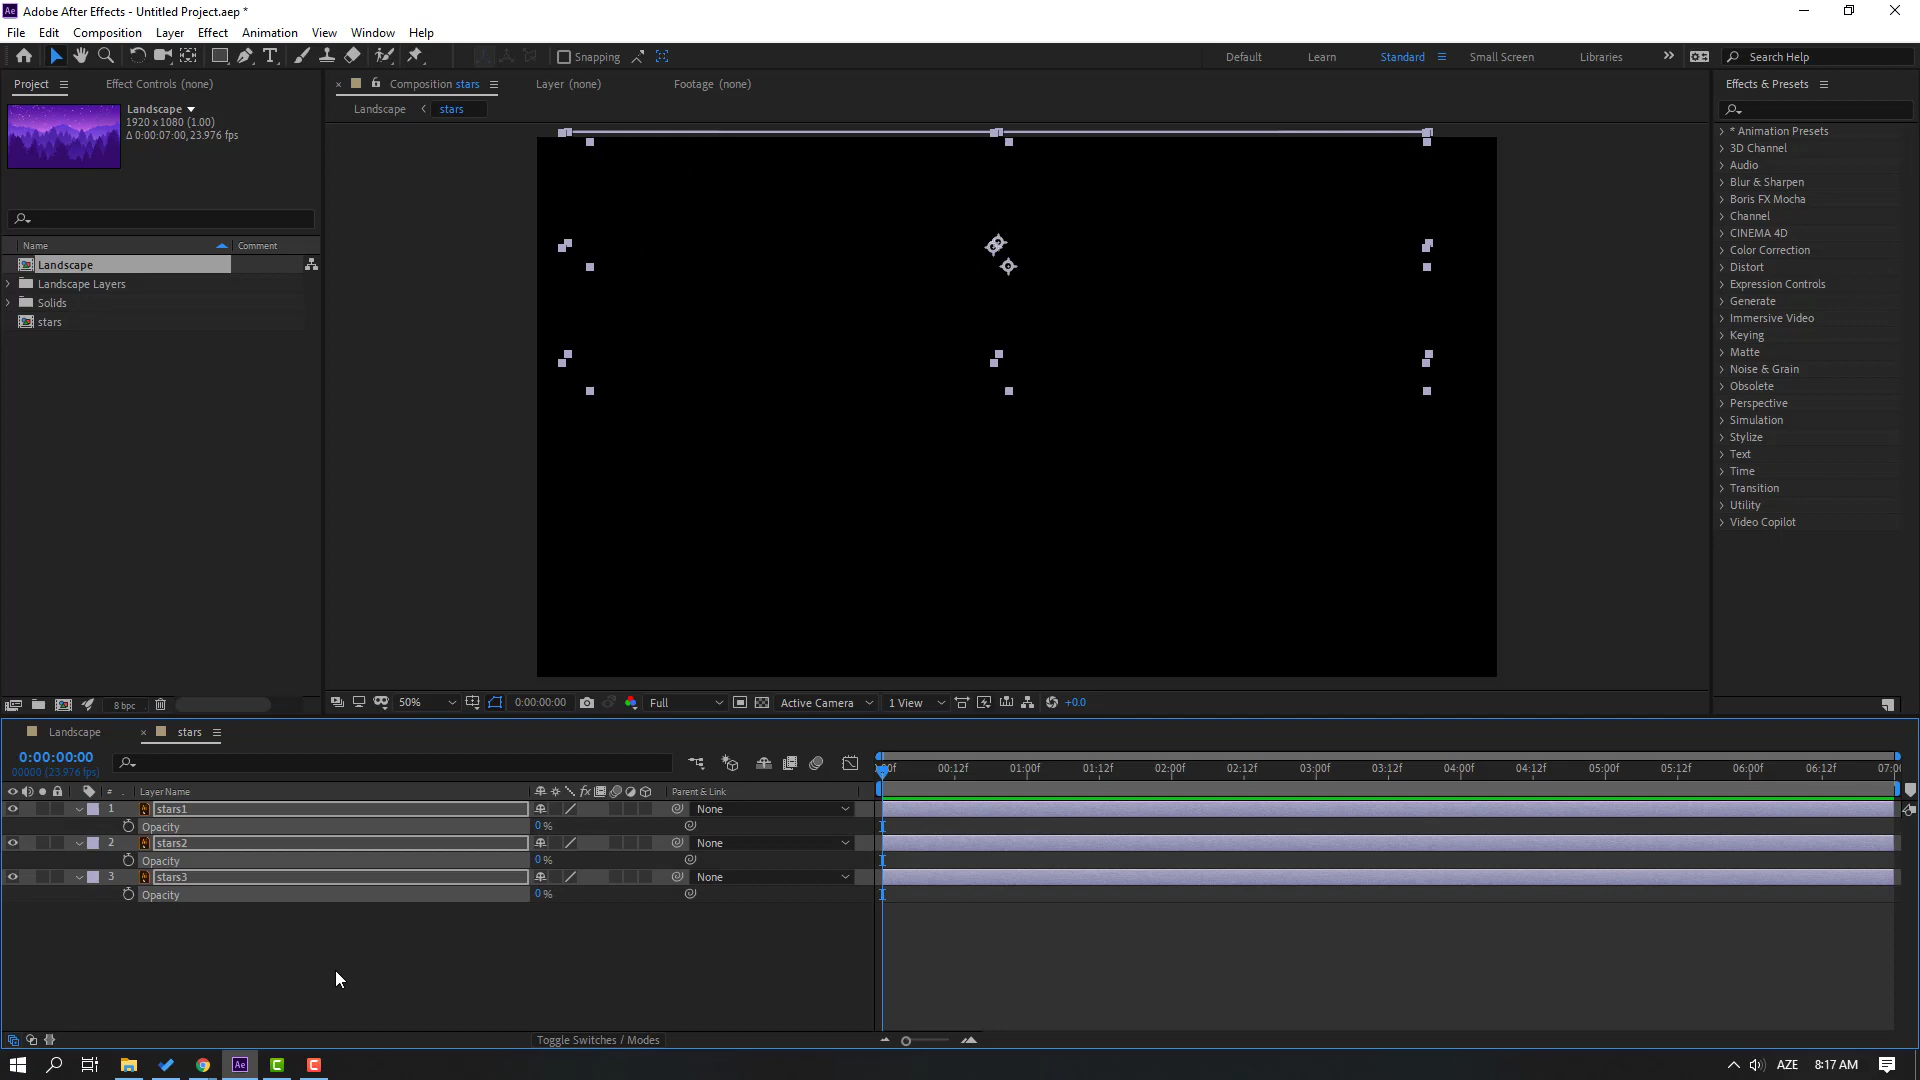 Adobe After Effects - Untitled Project.aep *
File Edit Composition Layer Effect Animation View Window Help
Snapping Default Learn Standard Small Screen Libraries Search Help
Project Effect Controls (none) Composition stars Layer (none) Footage (none) Effects & Presets
Landscape
1920 x 1080 (1.00)
Δ 0:00:07:00, 23.976 fps
Landscape stars
Name Comment
Landscape
Landscape Layers
Solids
stars
* Animation Presets
3D Channel
Audio
Blur & Sharpen
Boris FX Mocha
Channel
CINEMA 4D
Color Correction
Distort
Expression Controls
Generate
Immersive Video
Keying
Matte
Noise & Grain
Obsolete
Perspective
Simulation
Stylize
Text
Time
Transition
Utility
Video Copilot
8 bpc 50% 0:00:00:00 Full Active Camera 1 View +0.0
Landscape stars
0:00:00:00
00000 (23.976 fps)
00:12f 01:00f 01:12f 02:00f 02:12f 03:00f 03:12f 04:00f 04:12f 05:00f 05:12f 06:00f 06:12f
# Layer Name Parent & Link
1 stars1 None
Opacity 0 %
2 stars2 None
Opacity 0 %
3 stars3 None
Opacity 0 %
Toggle Switches / Modes
Ae AZE 8:17 AM